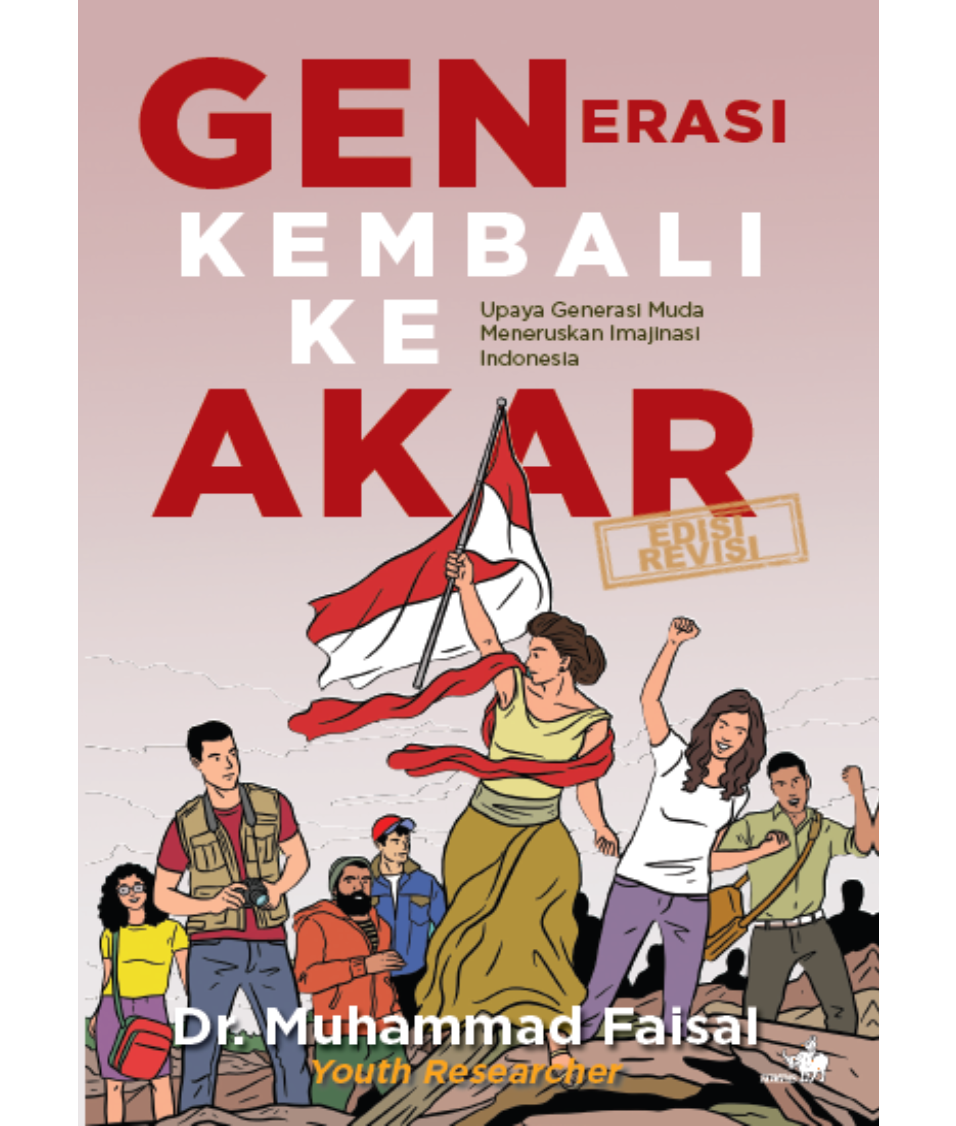 GENERASI
KEMBALI
KE
Upaya Generasi Muda
Meneruskan Imajinasi
Indonesia
AKAR
EDISI
REVISI
Dr. Muhammad Faisal
Youth Researcher